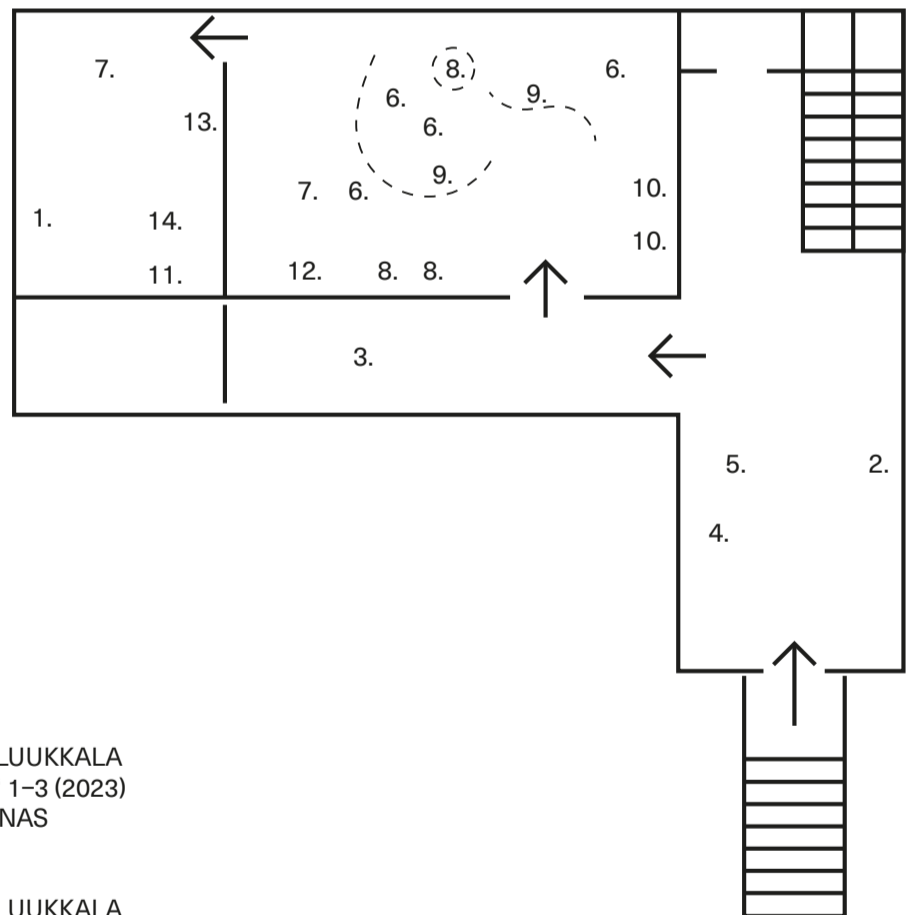 7. 8. 6.
6. 9.
13. 6.
9.
7. 6. 10.
1. 14.
10.
11. 12. 8. 8.
3.
5. 2.
4.
LUUKKALA
1–3 (2023)
NAS